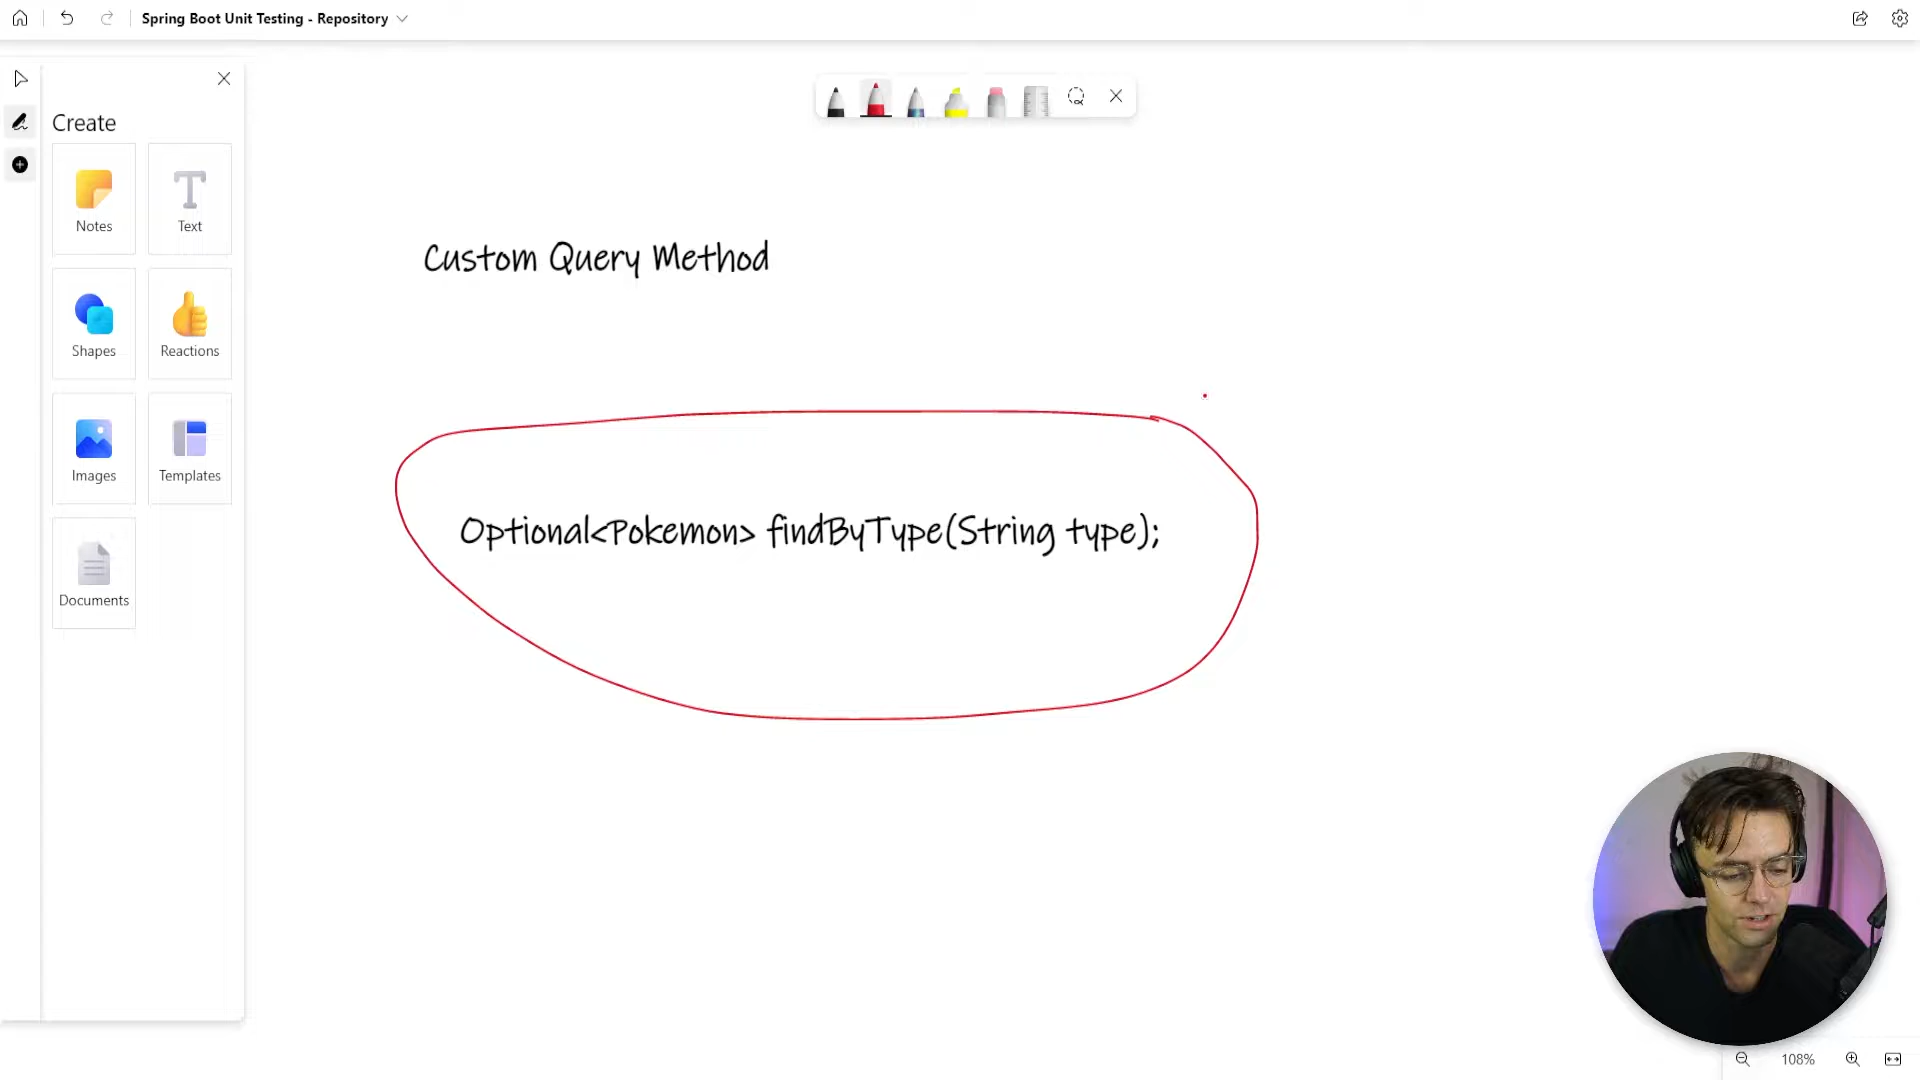 Spring Boot Unit Testing - Repository
Create
Notes
Text
Shapes
Reactions
Images
Templates
Documents
Custom Query Method
Optional<Pokemon> findByType(String type);
108%